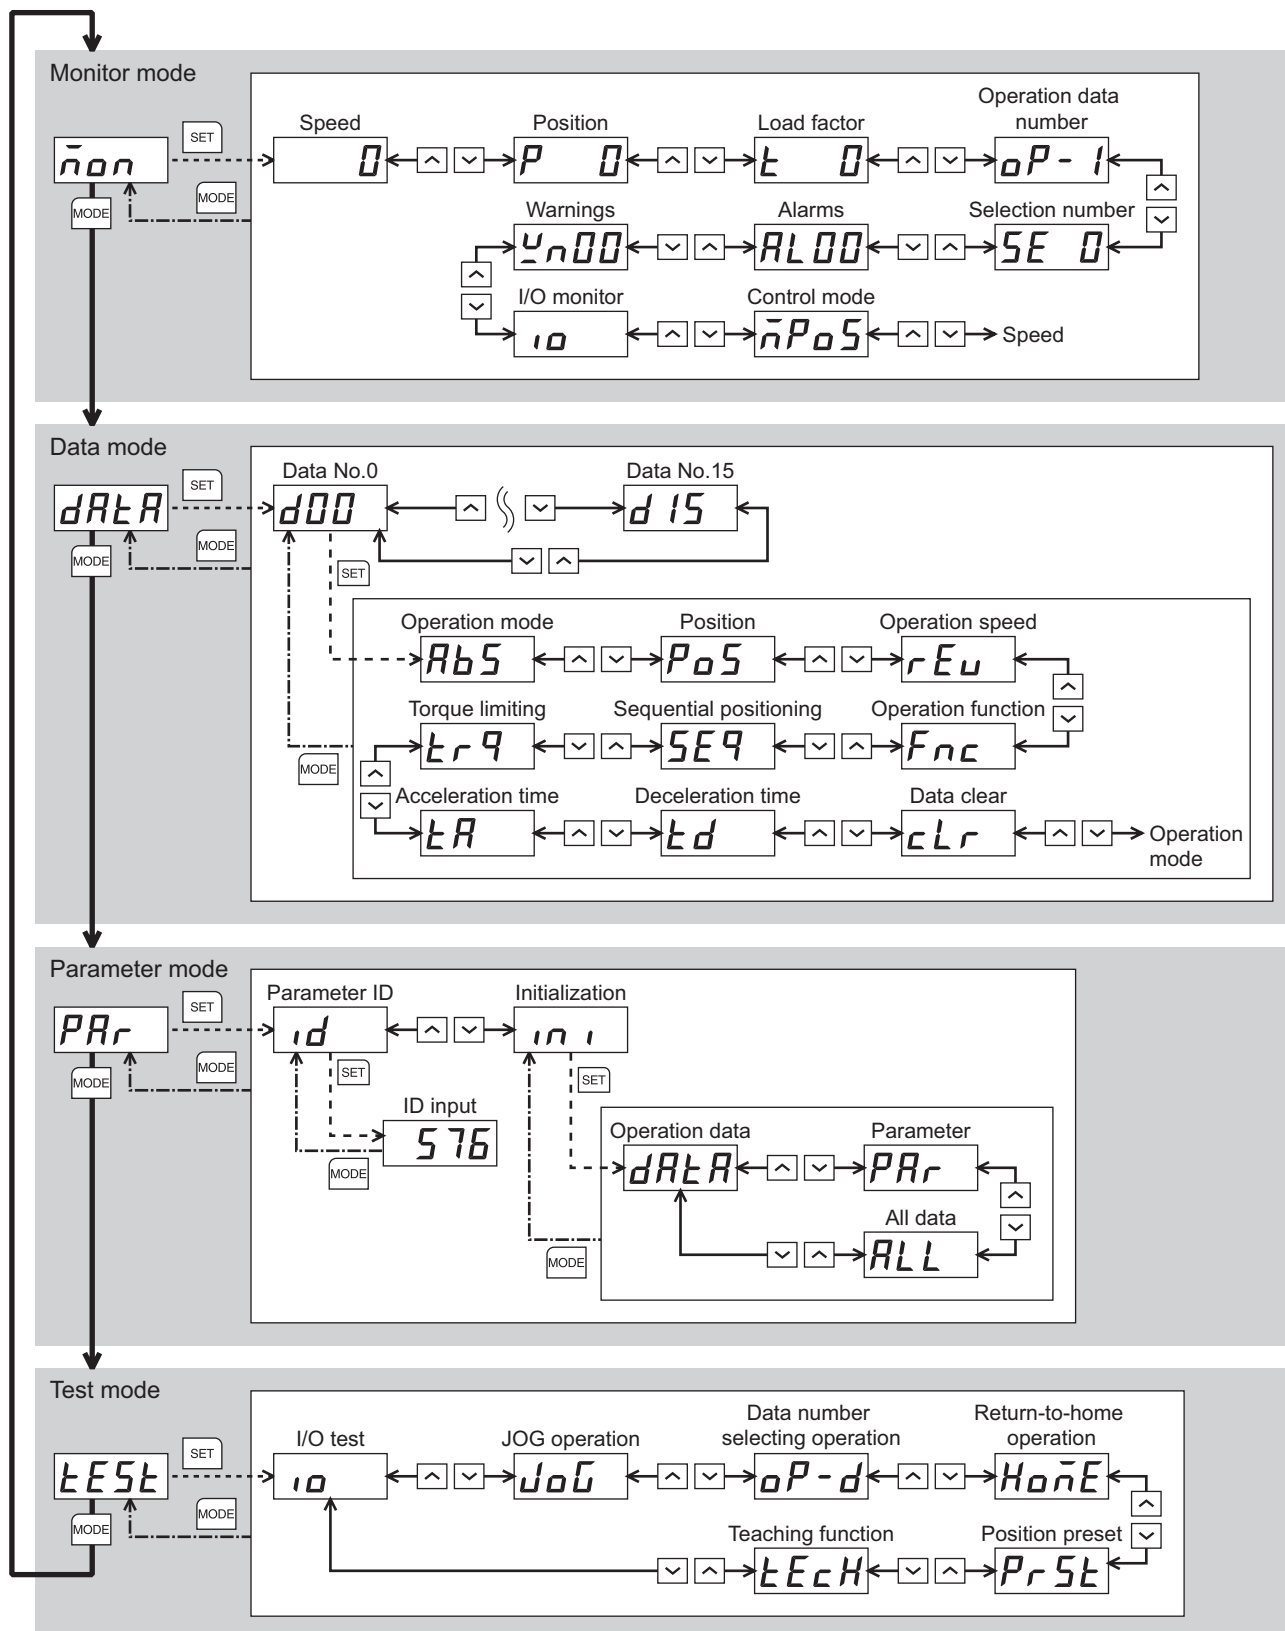 Monitor mode
SET
MODE
MODE
Speed
0
Position
P 0
Load factor
t 0
Operation data
number
oP-1
Warnings
Wn00
Alarms
AL00
Selection number
SE 0
I/O monitor
io
Control mode
MPoS
Speed
Mon
Data mode
dAtA
SET
MODE
MODE
Data No.0
d00
Data No.15
d15
SET
Operation mode
AbS
Position
PoS
Operation speed
rEv
Torque limiting
trq
Sequential positioning
SEq
Operation function
Fnc
MODE
Acceleration time
tA
Deceleration time
td
Data clear
cLr
Operation
mode
Parameter mode
PAr
SET
MODE
MODE
Parameter ID
id
Initialization
ini
SET
SET
ID input
576
MODE
Operation data
dAtA
Parameter
PAr
All data
ALL
MODE
Test mode
tESt
SET
MODE
MODE
I/O test
io
JOG operation
JoG
Data number
selecting operation
oP-d
Return-to-home
operation
HoME
Teaching function
tEcH
Position preset
PrSt